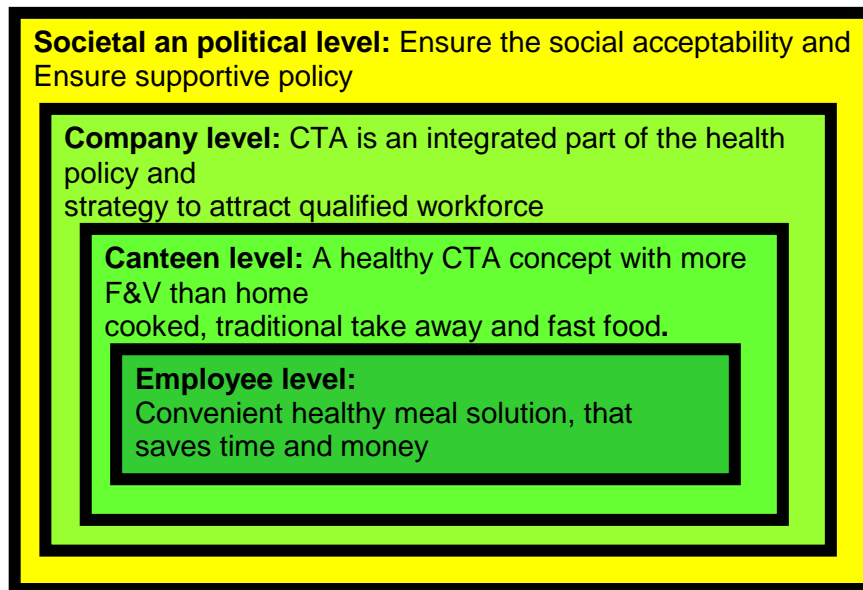 Societal an political level: Ensure the social acceptability and
Ensure supportive policy
Company level: CTA is an integrated part of the health
policy and
strategy to attract qualified workforce
Canteen level: A healthy CTA concept with more
F&V than home
cooked, traditional take away and fast food.
Employee level:
Convenient healthy meal solution, that
saves time and money